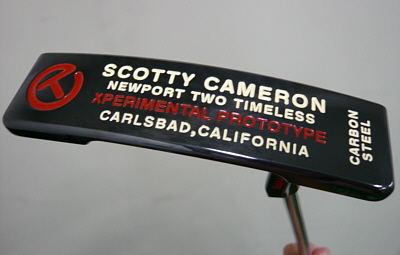 SCOTTY CAMERON
NEWPORT TWO TIMELESS
XPERIMENTAL PROTOTYPE
CARLSBAD,CALIFORNIA
CARBON
STEEL